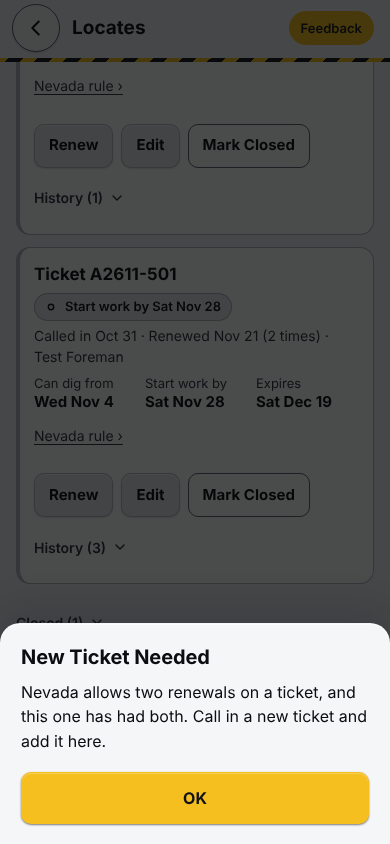 Locates
Feedback
Nevada rule ›
Renew
Edit
Mark Closed
History (1)
Ticket A2611-501
Start work by Sat Nov 28
Called in Oct 31 · Renewed Nov 21 (2 times) ·
Test Foreman
Can dig from
Start work by
Expires
Wed Nov 4
Sat Nov 28
Sat Dec 19
Nevada rule ›
Renew
Edit
Mark Closed
History (3)
Closed (1)
New Ticket Needed
Nevada allows two renewals on a ticket, and
this one has had both. Call in a new ticket and
add it here.
OK